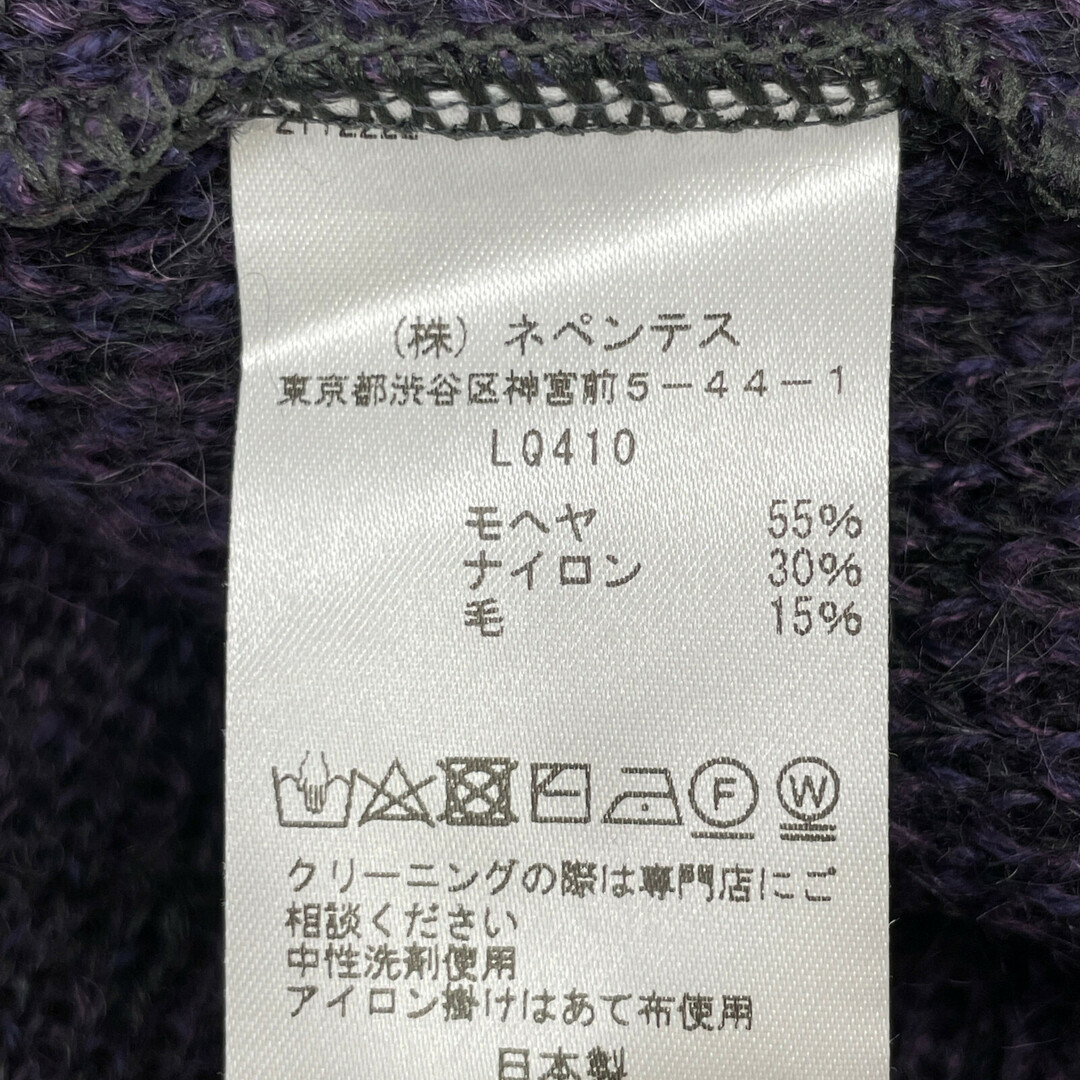 (株) ネペンテス
東京都渋谷区神宮前5-44-1
LQ410
モヘヤ 55%
ナイロン 30%
毛 15%
F W
クリーニングの際は専門店にご
相談ください
中性洗剤使用
アイロン掛けはあて布使用
日本製